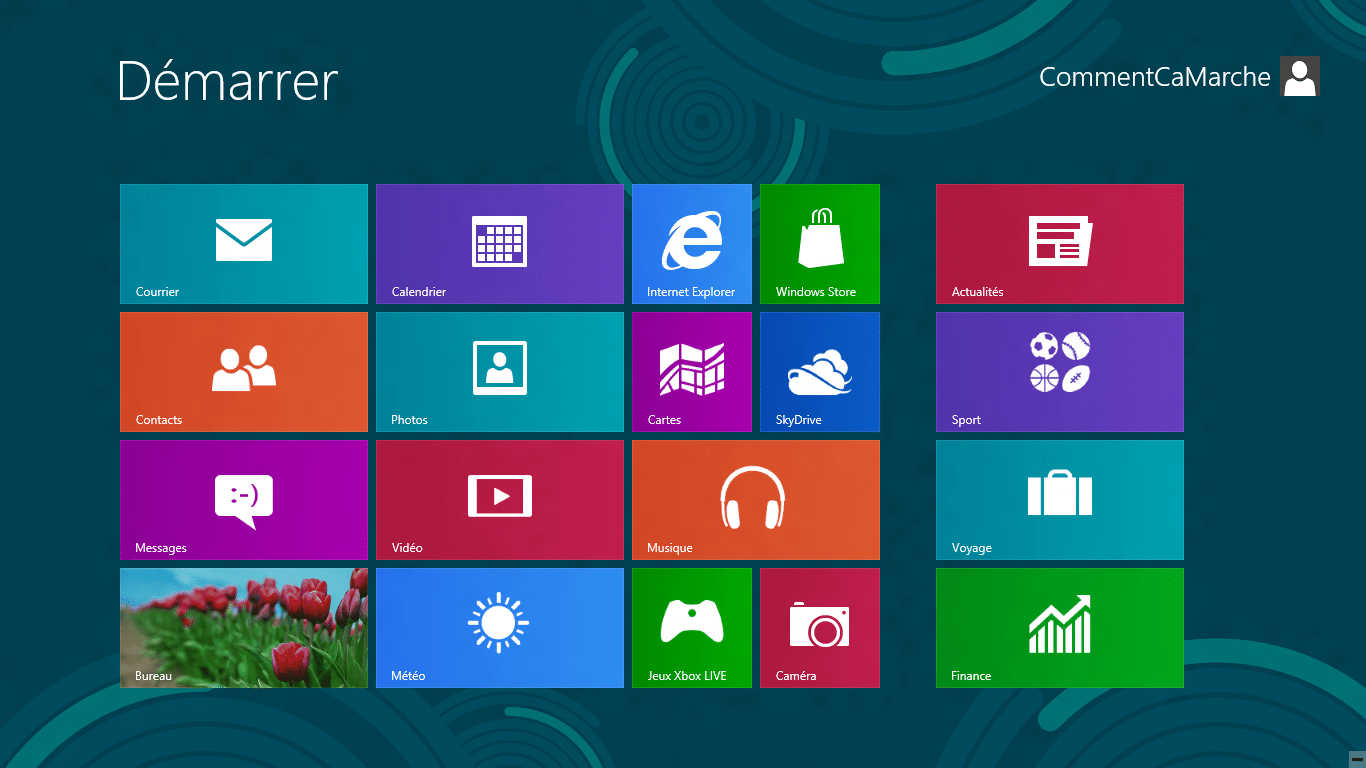 Démarrer
CommentCaMarche
Courrier
Calendrier
Internet Explorer
Windows Store
Actualités
Contacts
Photos
Cartes
SkyDrive
Sport
:-)
Messages
Vidéo
Musique
Voyage
Bureau
Météo
Jeux Xbox LIVE
Caméra
Finance